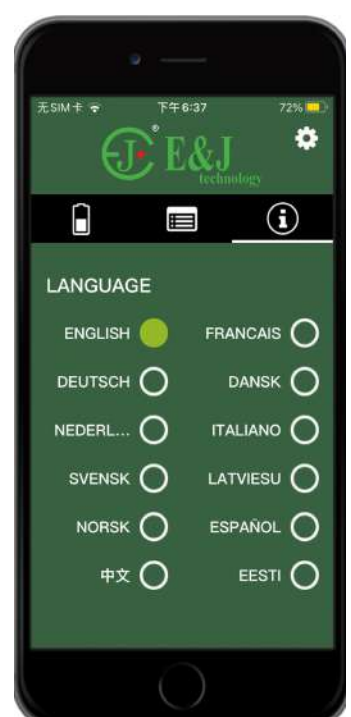 无SIM卡 下午6:37 72%
EJ ® E&J
technology
LANGUAGE
ENGLISH FRANCAIS
DEUTSCH DANSK
NEDERL... ITALIANO
SVENSK LATVIESU
NORSK ESPAÑOL
中文 EESTI